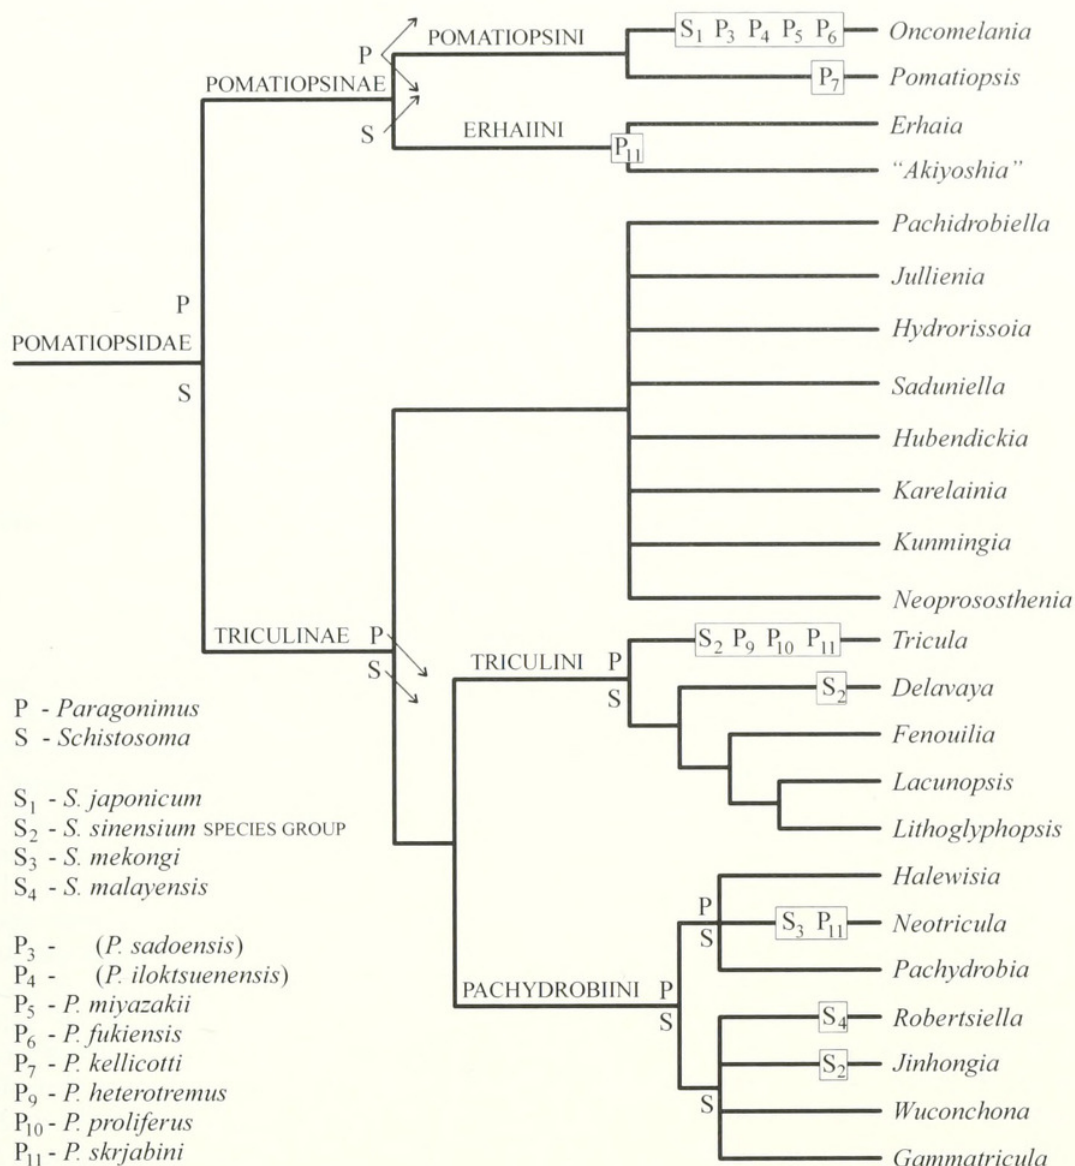 S1 P3 P4 P5 P6 Oncomelania
POMATIOPSINI
P
P7 Pomatiopsis
POMATIOPSINAE
Erhaia
S
ERHAIINI
P11
"Akiyoshia"
Pachidrobiella
Jullienia
P
Hydrorissoia
POMATIOPSIDAE
S
Saduniella
Hubendickia
Karelainia
Kunmingia
Neoprososthenia
TRICULINAE P
S
S2 P9 P10 P11 Tricula
TRICULINI P
S
S2 Delavaya
P - Paragonimus
S - Schistosoma
Fenouilia
Lacunopsis
Lithoglyphopsis
S1 - S. japonicum
S2 - S. sinensium SPECIES GROUP
S3 - S. mekongi
S4 - S. malayensis
Halewisia
P
S
S3 P11 Neotricula
Pachydrobia
P3 - (P. sadoensis)
P4 - (P. iloktsuenensis)
P5 - P. miyazakii
P6 - P. fukiensis
P7 - P. kellicotti
P9 - P. heterotremus
P10 - P. proliferus
P11 - P. skrjabini
PACHYDROBIINI P
S
S4 Robertsiella
S2 Jinhongia
S
Wuconchona
Gammatricula